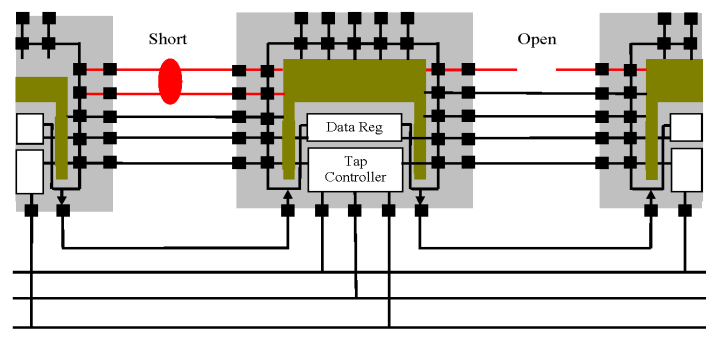 Short
Open
Data Reg
Tap
Controller